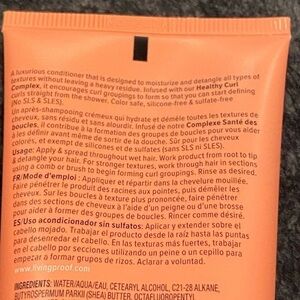 A luxurious conditioner that is designed to moisturize and detangle all types of
textures without leaving a heavy residue. Infused with our Healthy Curl
Complex, it encourages curl groupings to form so that you can start defining
curls straight from the shower. Color safe, silicone-free & sulfate-free
(No SLS & SLES).
Un après-shampooing crémeux qui hydrate et démêle toutes les textures de
cheveux, sans résidu et sans alourdir. Infusé de notre Complexe Santé des
boucles, il contribue à la formation des groupes de boucles pour vous aider
à les définir avant même de sortir de la douche. Sûr pour les cheveux
colorés, et exempt de silicones et de sulfates (sans SLS ni SLES).
Usage: Apply & spread throughout wet hair. Work product from root to tip
& detangle your hair. For stronger textures, work through hair in sections
using a comb or brush to begin forming curl groupings. Rinse.
FR: Mode d'emploi : Appliquer et répartir dans la chevelure mouillée.
Faire pénétrer le produit des racines aux pointes, puis démêler les
cheveux. Sur les boucles à texture plus prononcée, faire pénétrer
dans des sections de cheveux à l'aide d'un peigne ou d'une brosse
pour aider à former des groupes de boucles. Rincer comme désiré.
ES: Uso acondicionador sin sulfatos: Aplicar y extender sobre el
cabello mojado. Trabajar el producto desde la raíz hasta las puntas
para desenredar el cabello. En las texturas más fuertes, trabajar
en el cabello por secciones utilizando un peine o un cepillo para
empezar a formar grupos de rizos. Aclarar a voluntad.
www.livingproof.com
INGREDIENTS: WATER/AQUA/EAU, CETEARYL ALCOHOL, C21-28 ALKANE,
BUTYROSPERMUM PARKII (SHEA) BUTTER, OCTAFLUOROPENTYL